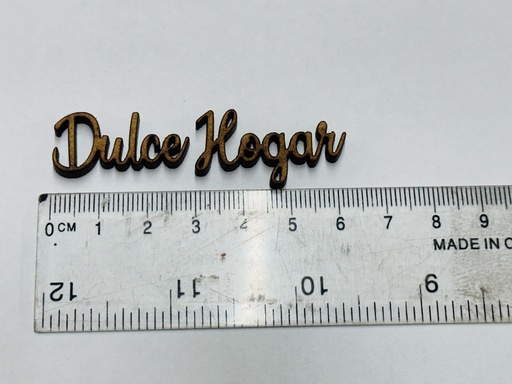 Dulce Hogar
0 CM 1 2 3 4 5 6 7 8 9
MADE IN C
12 11 10 9